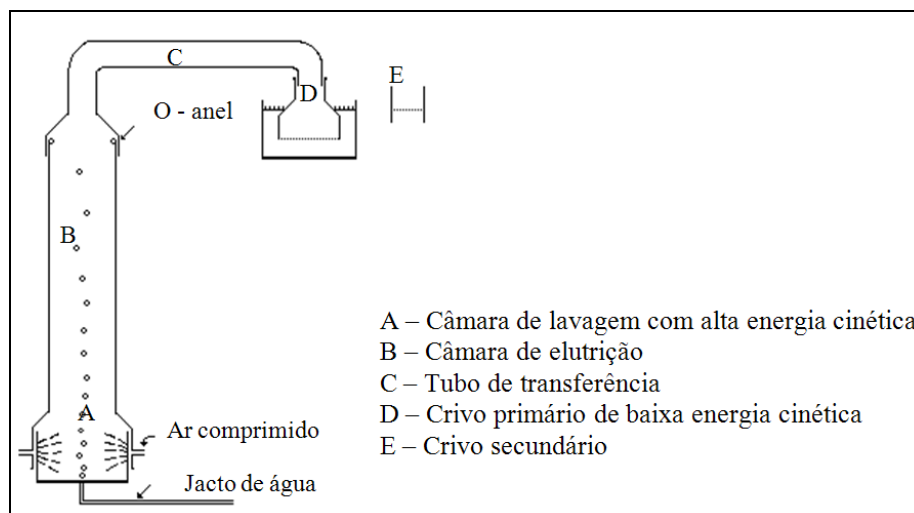 C
E
D
O - anel
B
A
Ar comprimido
Jacto de água
A – Câmara de lavagem com alta energia cinética
B – Câmara de elutrição
C – Tubo de transferência
D – Crivo primário de baixa energia cinética
E – Crivo secundário